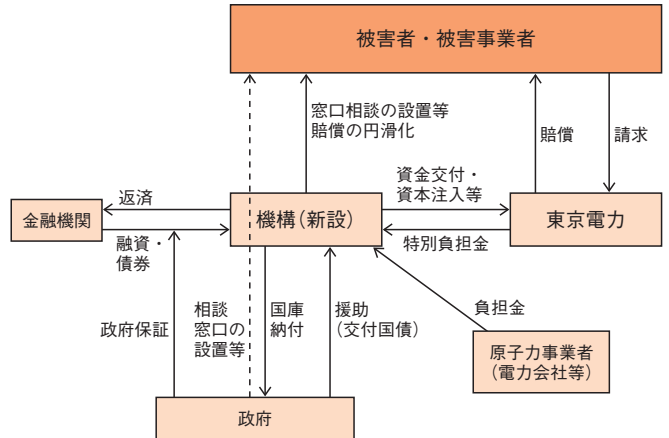 被害者・被害事業者
窓口相談の設置等
賠償の円滑化
賠償
請求
返済
資金交付・
資本注入等
金融機関
機構（新設）
東京電力
融資・
債券
特別負担金
政府保証
相談
窓口の
設置等
国庫
納付
援助
（交付国債）
負担金
原子力事業者
（電力会社等）
政府